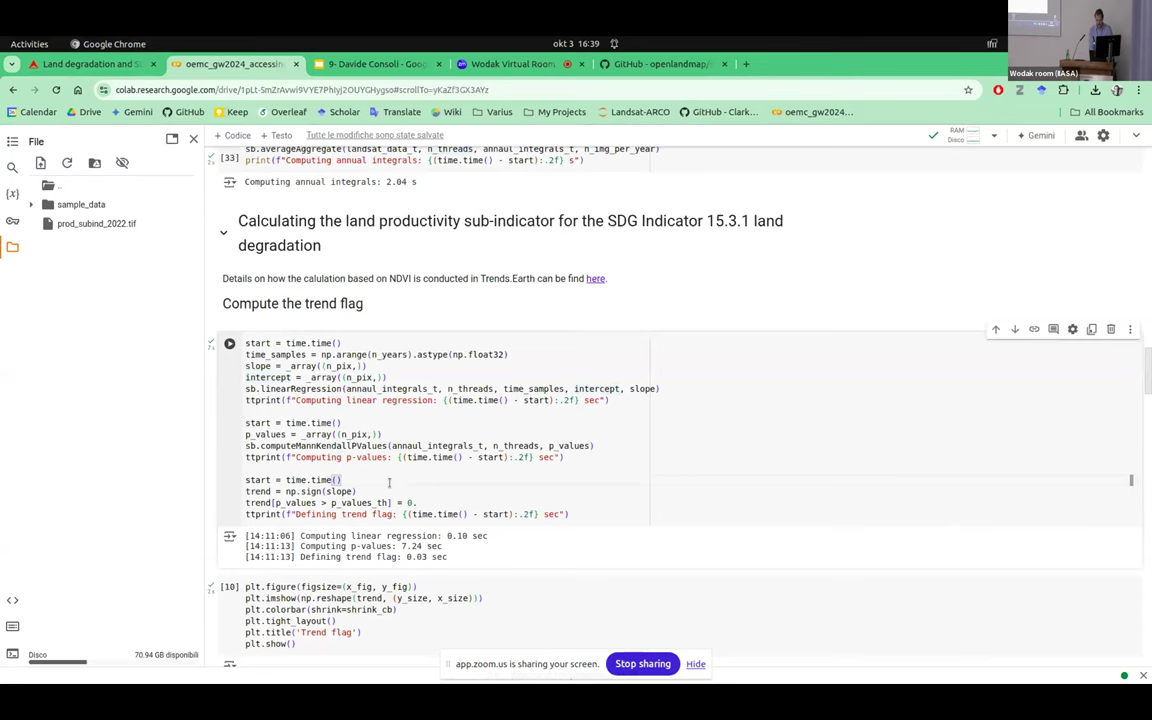 Activities
Google Chrome
okt 3 16:39
Land degradation and S
oemc_gw2024_accessing
9- Davide Consoli - Google
Wodak Virtual Room
GitHub - openlandmap/
Wodak room (IIASA)
colab.research.google.com/drive/1pLt-SmZrAvwi9VYE7PhIyj2OUYGHygso#scrollTo=yKaZf3GX3AYz
Calendar
Drive
Gemini
GitHub
Keep
Overleaf
Scholar
Translate
Wiki
Varion
My Projects
Landsat-ARCO
GitHub - Clark...
oemc_gw2024_acce...
All Bookmarks
File
+ Codice + Testo Tutte le modifiche sono state salvate
RAM
Disco
Gemini
..
sample_data
prod_subind_2022.tif
sb.averageAggregate(landsat_data_t, n_threads, annaul_integrals_t, n_img_per_year)
[33] print(f"Computing annual integrals: {(time.time() - start):.2f} s")
Computing annual integrals: 2.04 s
Calculating the land productivity sub-indicator for the SDG Indicator 15.3.1 land
degradation
Details on how the calulation based on NDVI is conducted in Trends.Earth can be find here.
Compute the trend flag
start = time.time()
time_samples = np.arange(n_years).astype(np.float32)
slope = _array((n_pix,))
intercept = _array((n_pix,))
sb.linearRegression(annaul_integrals_t, n_threads, time_samples, intercept, slope)
ttprint(f"Computing linear regression: {(time.time() - start):.2f} sec")
start = time.time()
p_values = _array((n_pix,))
sb.computeMannKendallPValues(annaul_integrals_t, n_threads, p_values)
ttprint(f"Computing p-values: {(time.time() - start):.2f} sec")
start = time.time()
trend = np.sign(slope)
trend[p_values > p_values_th] = 0.
ttprint(f"Defining trend flag: {(time.time() - start):.2f} sec")
[14:11:06] Computing linear regression: 0.10 sec
[14:11:13] Computing p-values: 7.24 sec
[14:11:13] Defining trend flag: 0.03 sec
[10] plt.figure(figsize=(x_fig, y_fig))
plt.imshow(np.reshape(trend, (y_size, x_size)))
plt.colorbar(shrink=shrink_cb)
plt.tight_layout()
plt.title('Trend flag')
plt.show()
Disco 70.94 GB disponibili
app.zoom.us is sharing your screen. Stop sharing Hide